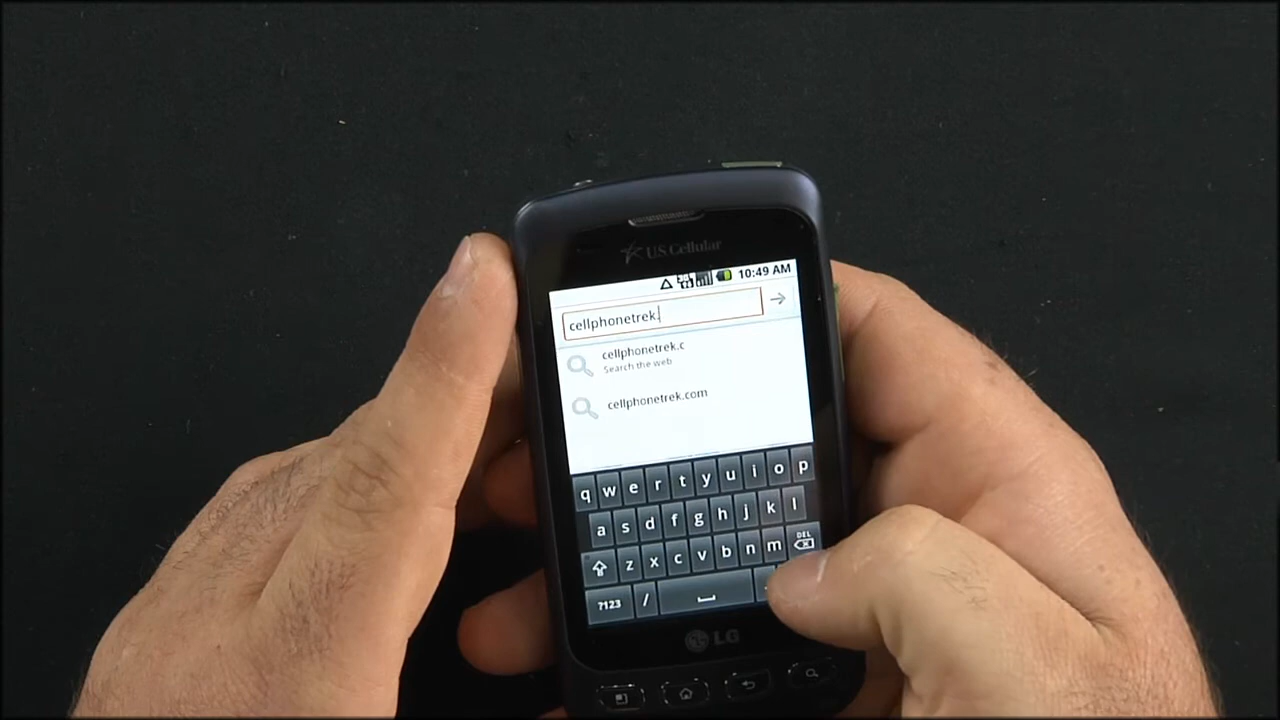 US Cellular
10:49 AM
cellphonetrek.
cellphonetrek.c
Search the web
cellphonetrek.com
q w e r t y u i o p
a s d f g h j k l
DEL
z x c v b n m
?123 /
LG